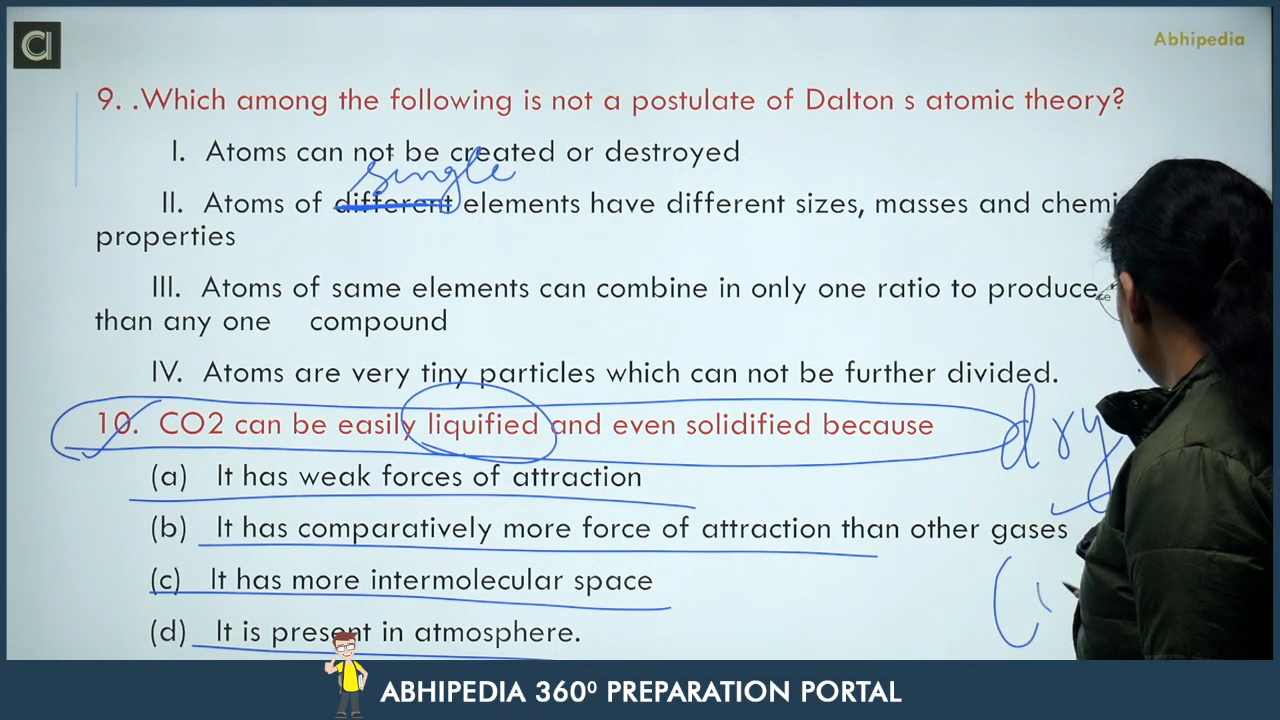 Abhipedia
9. .Which among the following is not a postulate of Dalton s atomic theory?
I. Atoms can not be created or destroyed
single
II. Atoms of different elements have different sizes, masses and chemi
properties
III. Atoms of same elements can combine in only one ratio to produce
than any one compound
IV. Atoms are very tiny particles which can not be further divided.
10. CO2 can be easily liquified and even solidified because
dry
(a) It has weak forces of attraction
(b) It has comparatively more force of attraction than other gases
(c) It has more intermolecular space
(d) It is present in atmosphere.
ABHIPEDIA 360⁰ PREPARATION PORTAL